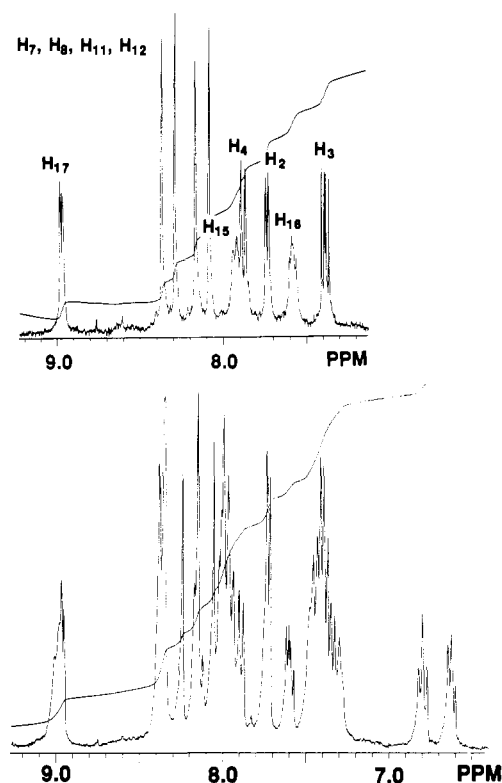 H₇, H₈, H₁₁, H₁₂
H₁₇
H₄
H₂
H₃
H₁₅
H₁₆
9.0 8.0 PPM
9.0 8.0 7.0 PPM